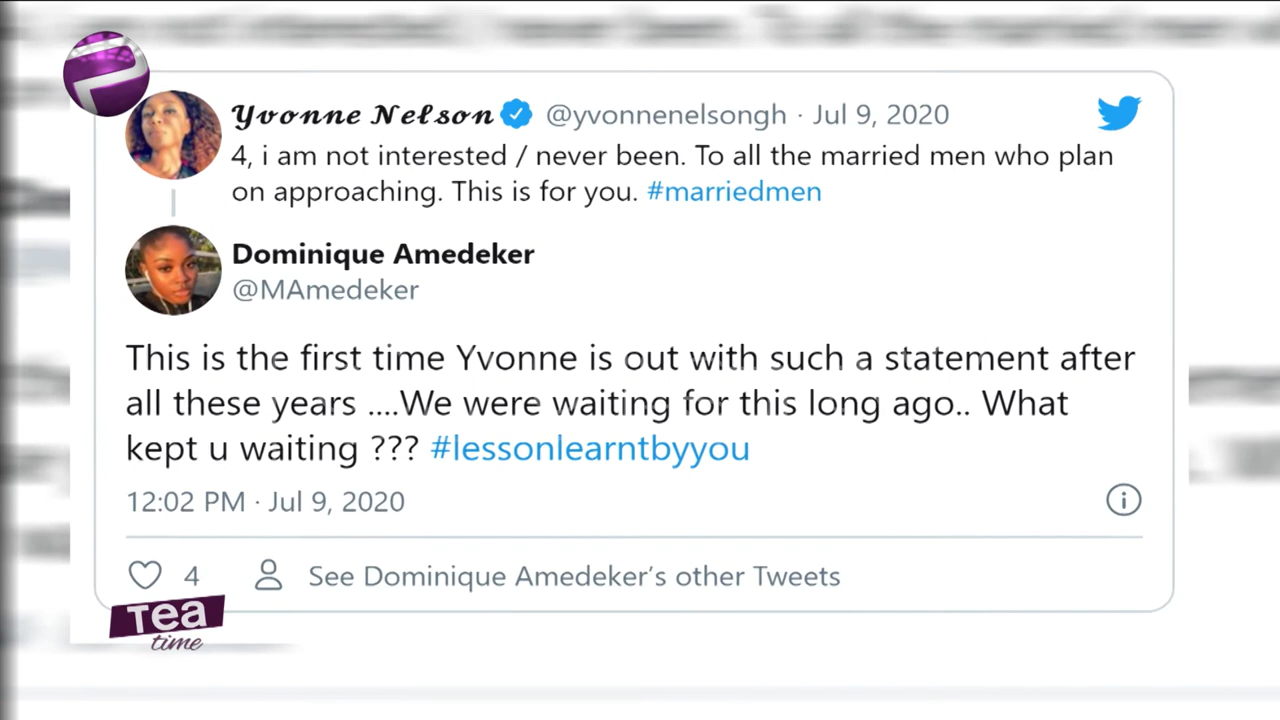 Yvonne Nelson @yvonnenelsongh · Jul 9, 2020
4, i am not interested / never been. To all the married men who plan
on approaching. This is for you. #marriedmen
Dominique Amedeker
@MAmedeker
This is the first time Yvonne is out with such a statement after
all these years ....We were waiting for this long ago.. What
kept u waiting ??? #lessonlearntbyyou
12:02 PM · Jul 9, 2020
4 See Dominique Amedeker's other Tweets
Tea
time